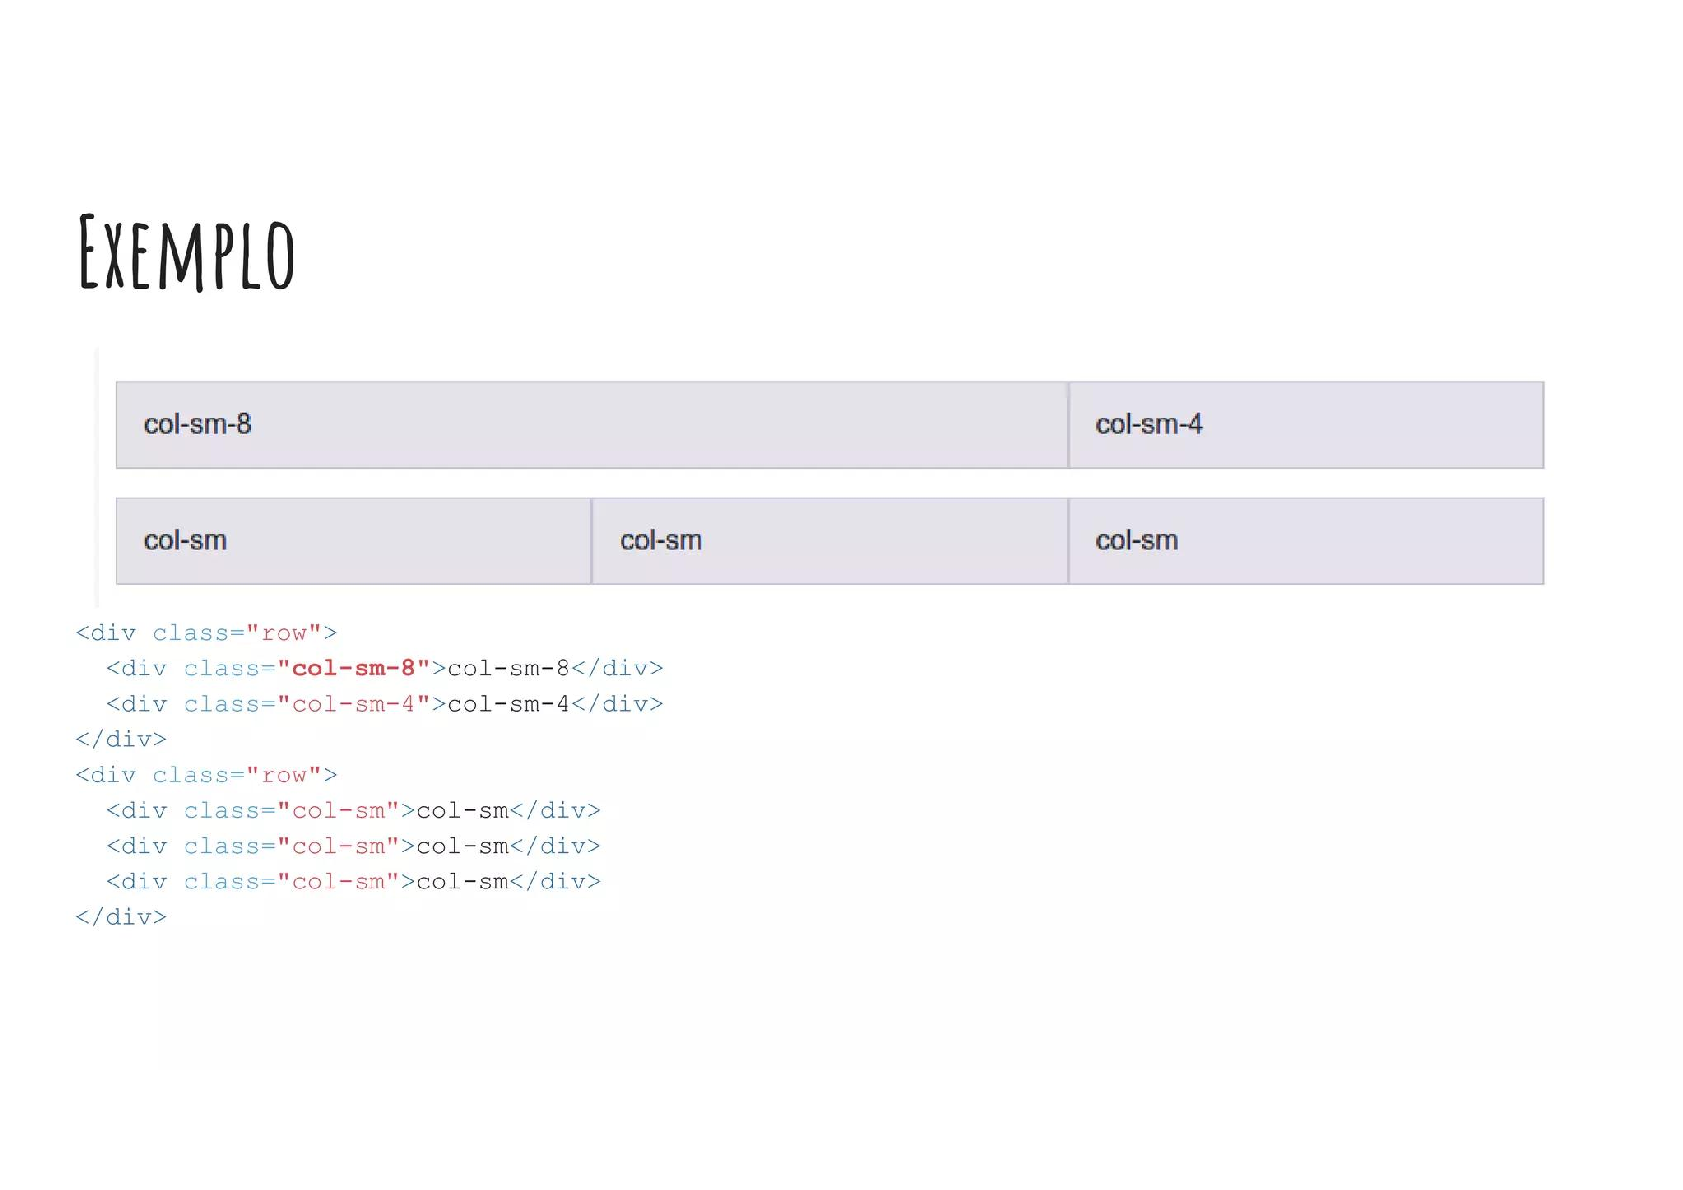 Exemplo
col-sm-8 col-sm-4
col-sm col-sm col-sm
<div class="row">
  <div class="col-sm-8">col-sm-8</div>
  <div class="col-sm-4">col-sm-4</div>
</div>
<div class="row">
  <div class="col-sm">col-sm</div>
  <div class="col-sm">col-sm</div>
  <div class="col-sm">col-sm</div>
</div>